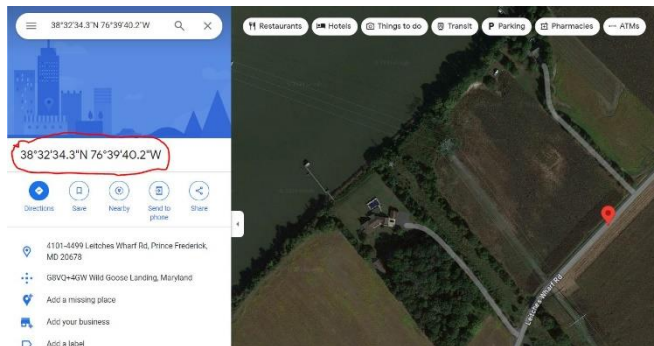 38°32'34.3"N 76°39'40.2"W
Restaurants
Hotels
Things to do
Transit
Parking
Pharmacies
ATMs
38°32'34.3"N 76°39'40.2"W
Directions
Save
Nearby
Send to
phone
Share
4101-4499 Leitches Wharf Rd, Prince Frederick,
MD 20678
G8VQ+4GW Wild Goose Landing, Maryland
Add a missing place
Add your business
Add a label
Leitches Wharf Rd